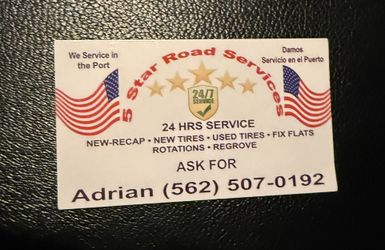 We Service in
the Port
Damos
Servicio en el Puerto
5 Star Road Services
24/7
SERVICE
24 HRS SERVICE
NEW-RECAP • NEW TIRES • USED TIRES • FIX FLATS
ROTATIONS • REGROVE
ASK FOR
Adrian (562) 507-0192